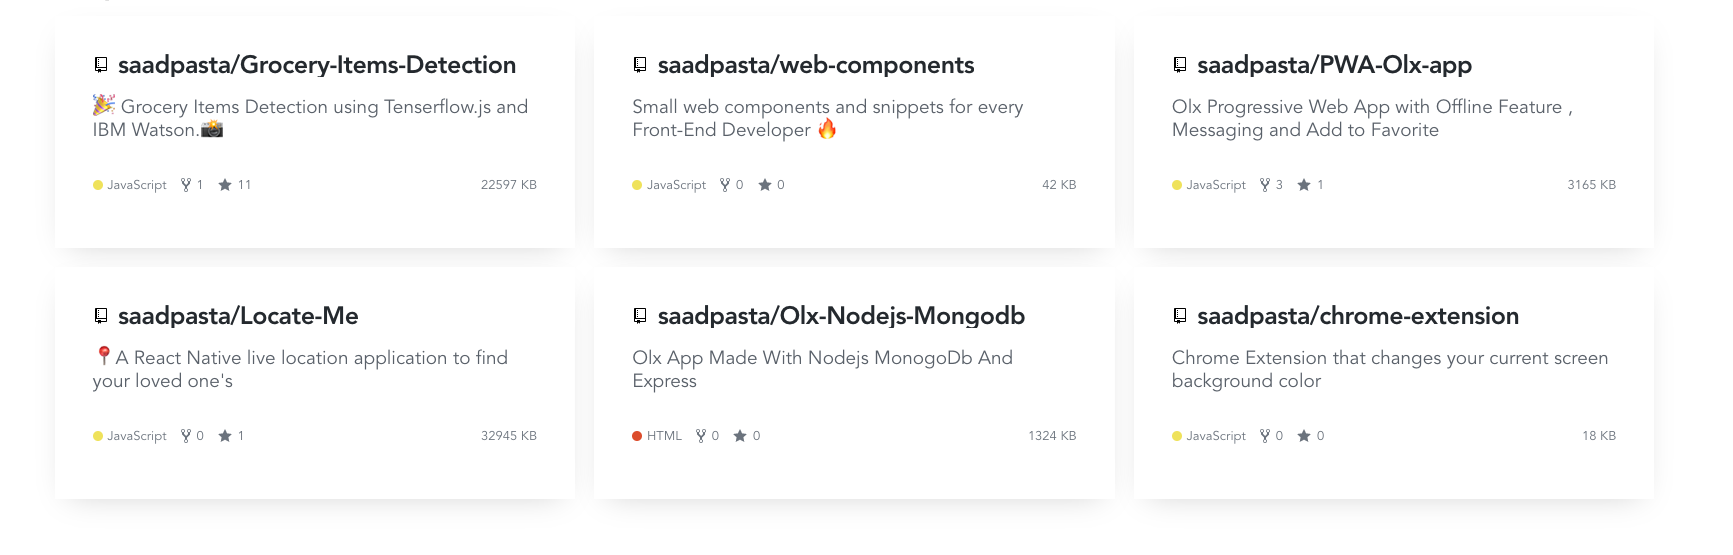 saadpasta/Grocery-Items-Detection
🎉 Grocery Items Detection using Tenserflow.js and
IBM Watson.📸
JavaScript 1 11 22597 KB
saadpasta/web-components
Small web components and snippets for every
Front-End Developer 🔥
JavaScript 0 0 42 KB
saadpasta/PWA-Olx-app
Olx Progressive Web App with Offline Feature ,
Messaging and Add to Favorite
JavaScript 3 1 3165 KB
saadpasta/Locate-Me
📍A React Native live location application to find
your loved one's
JavaScript 0 1 32945 KB
saadpasta/Olx-Nodejs-Mongodb
Olx App Made With Nodejs MonogoDb And
Express
HTML 0 0 1324 KB
saadpasta/chrome-extension
Chrome Extension that changes your current screen
background color
JavaScript 0 0 18 KB